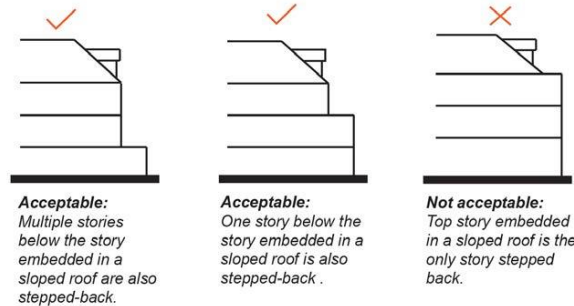 Acceptable:
Multiple stories
below the story
embedded in a
sloped roof are also
stepped-back.
Acceptable:
One story below the
story embedded in a
sloped roof is also
stepped-back .
Not acceptable:
Top story embedded
in a sloped roof is the
only story stepped
back.